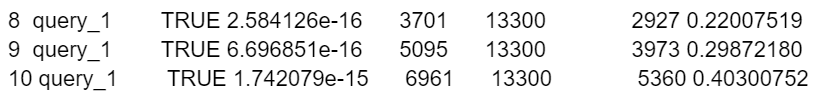 8 query_1 TRUE 2.584126e-16 3701 13300 2927 0.22007519
9 query_1 TRUE 6.696851e-16 5095 13300 3973 0.29872180
10 query_1 TRUE 1.742079e-15 6961 13300 5360 0.40300752